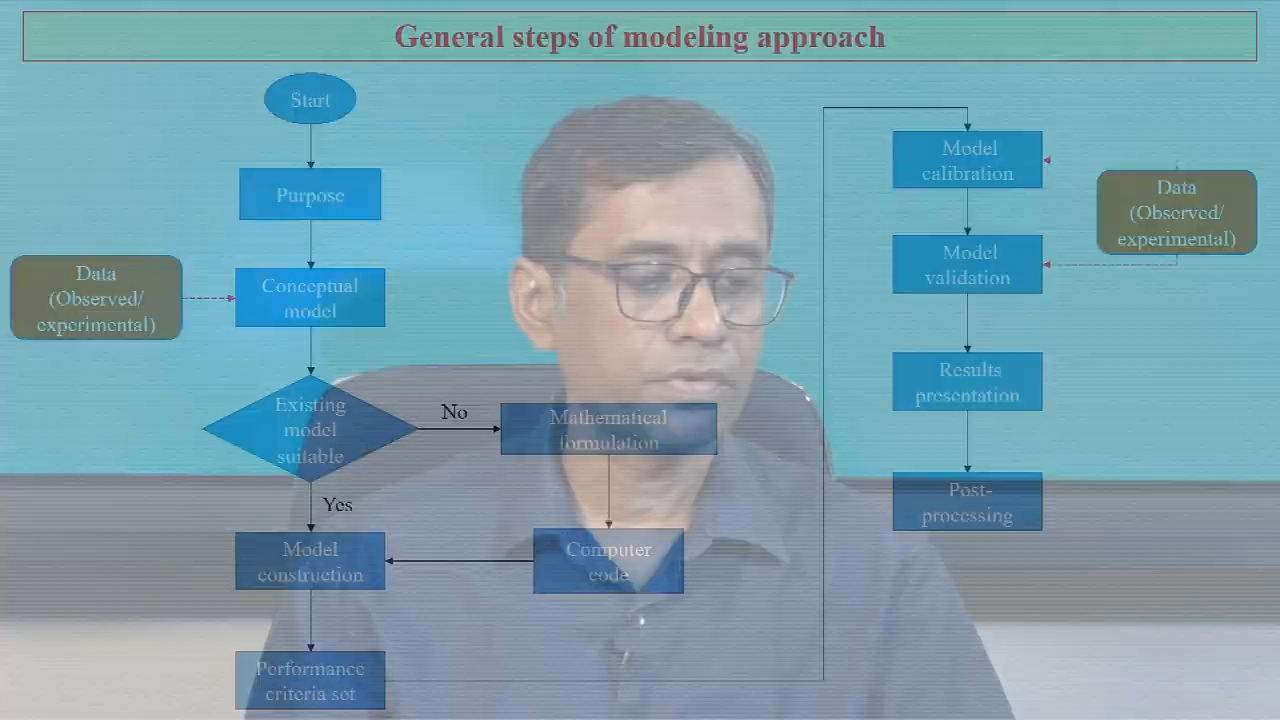 General steps of modeling approach
Start
Purpose
Data
(Observed/
experimental)
Conceptual
model
Existing
model
suitable
No
Mathematical
formulation
Yes
Model
construction
Computer
code
Performance
criteria set
Model
calibration
Data
(Observed/
experimental)
Model
validation
Results
presentation
Post-
processing